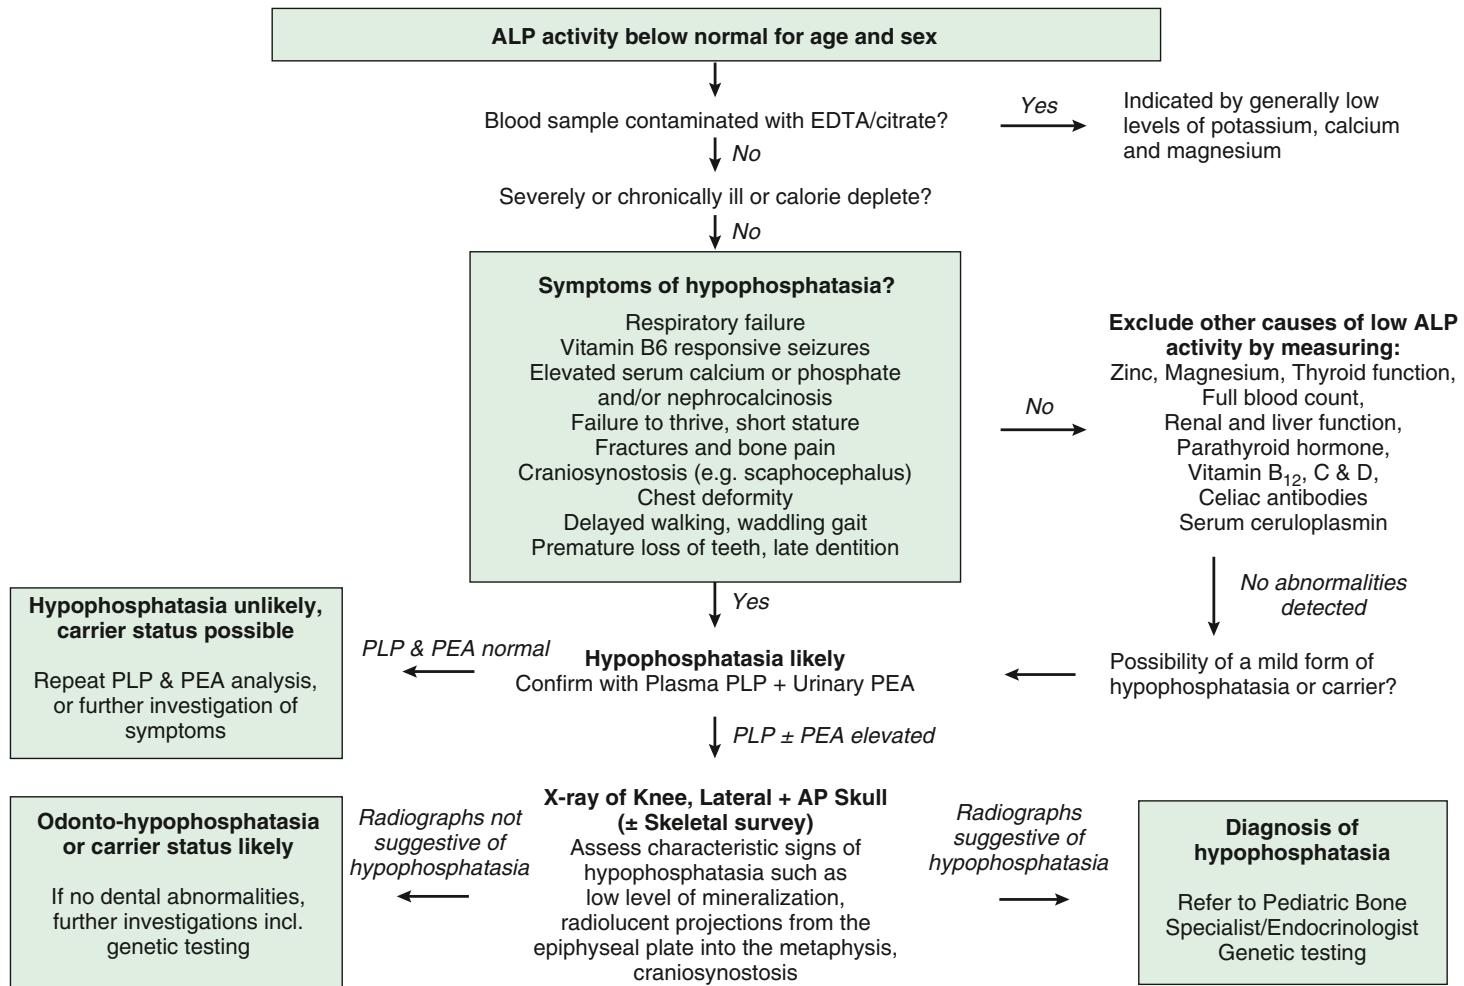 ALP activity below normal for age and sex
Blood sample contaminated with EDTA/citrate?
Yes
Indicated by generally low
levels of potassium, calcium
and magnesium
No
Severely or chronically ill or calorie deplete?
No
Symptoms of hypophosphatasia?
Respiratory failure
Vitamin B6 responsive seizures
Elevated serum calcium or phosphate
and/or nephrocalcinosis
Failure to thrive, short stature
Fractures and bone pain
Craniosynostosis (e.g. scaphocephalus)
Chest deformity
Delayed walking, waddling gait
Premature loss of teeth, late dentition
No
Exclude other causes of low ALP
activity by measuring:
Zinc, Magnesium, Thyroid function,
Full blood count,
Renal and liver function,
Parathyroid hormone,
Vitamin B12, C & D,
Celiac antibodies
Serum ceruloplasmin
No abnormalities
detected
Possibility of a mild form of
hypophosphatasia or carrier?
Yes
Hypophosphatasia likely
Confirm with Plasma PLP + Urinary PEA
PLP & PEA normal
Hypophosphatasia unlikely,
carrier status possible
Repeat PLP & PEA analysis,
or further investigation of
symptoms
PLP ± PEA elevated
X-ray of Knee, Lateral + AP Skull
(± Skeletal survey)
Assess characteristic signs of
hypophosphatasia such as
low level of mineralization,
radiolucent projections from the
epiphyseal plate into the metaphysis,
craniosynostosis
Radiographs not
suggestive of
hypophosphatasia
Odonto-hypophosphatasia
or carrier status likely
If no dental abnormalities,
further investigations incl.
genetic testing
Radiographs
suggestive of
hypophosphatasia
Diagnosis of
hypophosphatasia
Refer to Pediatric Bone
Specialist/Endocrinologist
Genetic testing